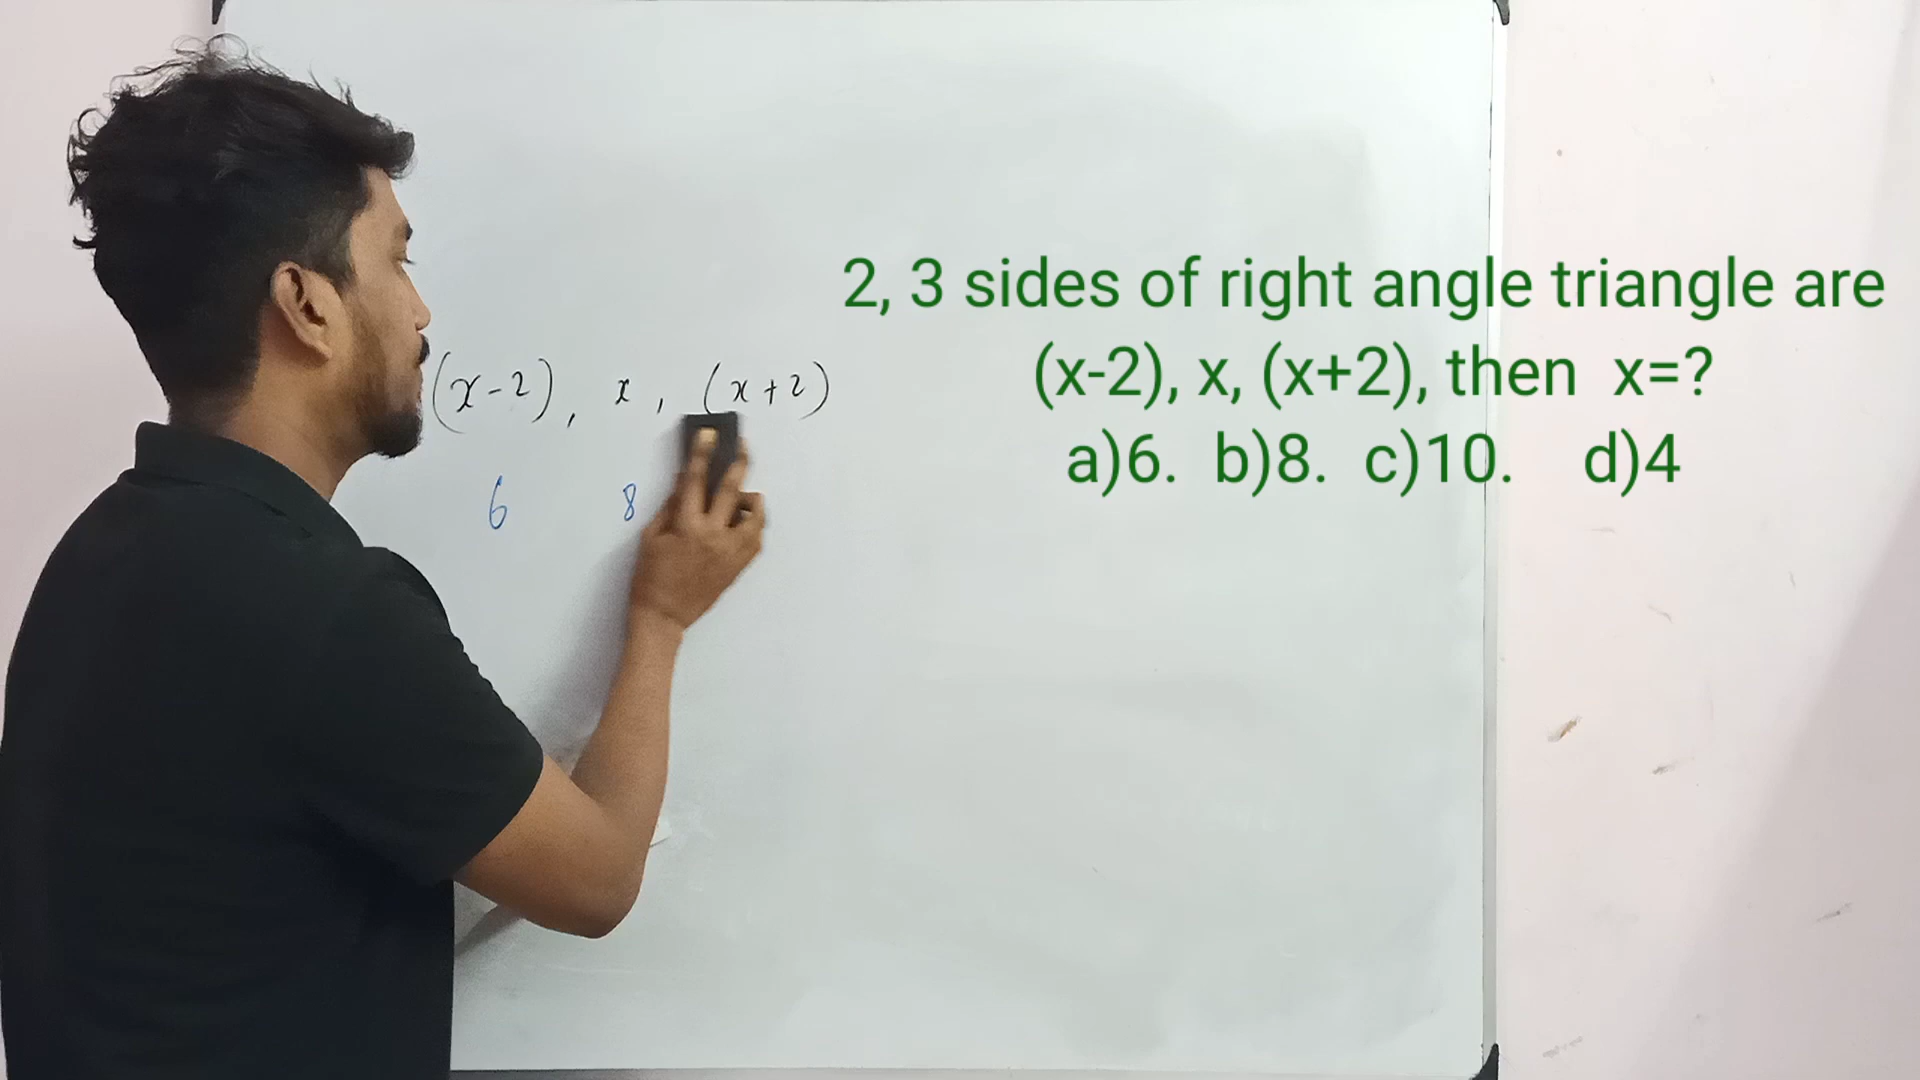 2, 3 sides of right angle triangle are
(x-2), x, (x+2), then x=?
a)6. b)8. c)10. d)4
(x-2), x, (x+2)
6 8